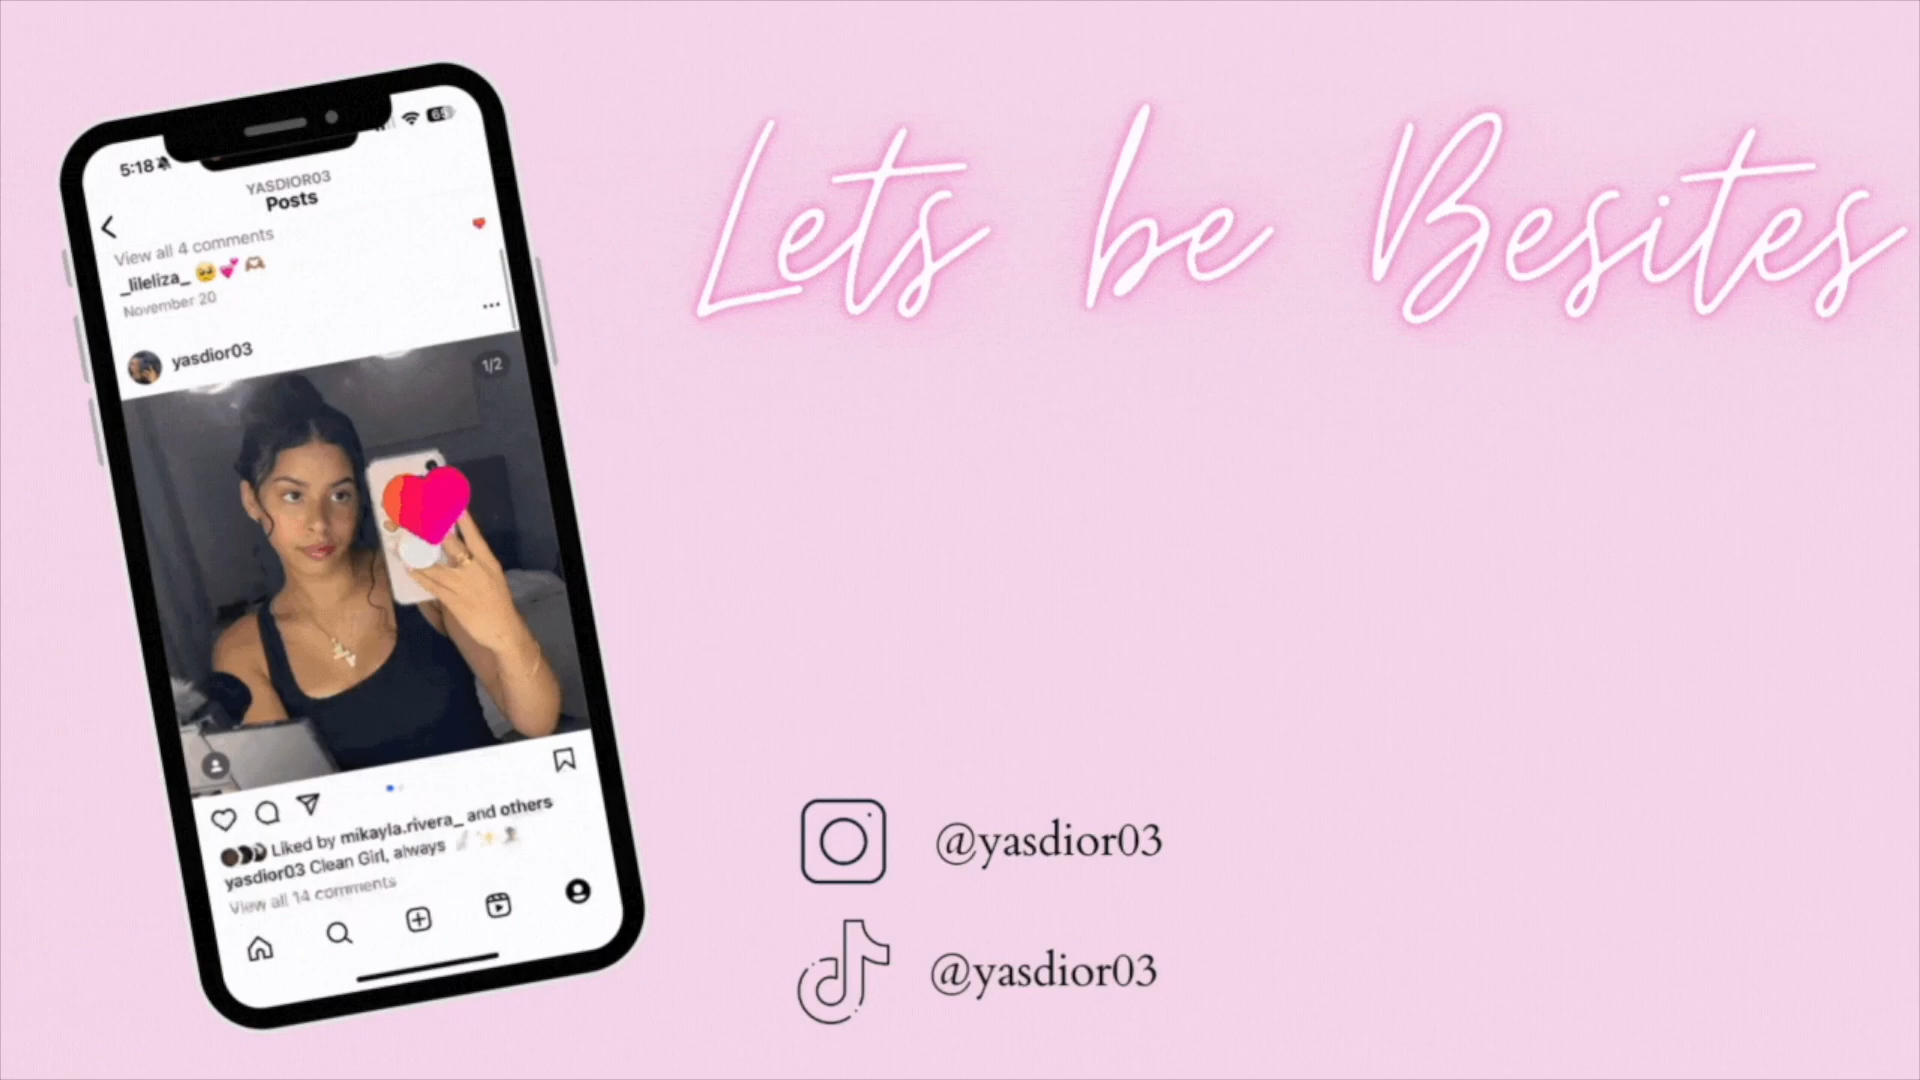 Lets be Besites
5:18
YASDIOR03
Posts
View all 4 comments
_lileliza_ 🥺💕🫶🏽
November 20
yasdior03
1/2
Liked by mikayla.rivera_ and others
yasdior03 Clean Girl, always
View all 14 comments
@yasdior03
@yasdior03